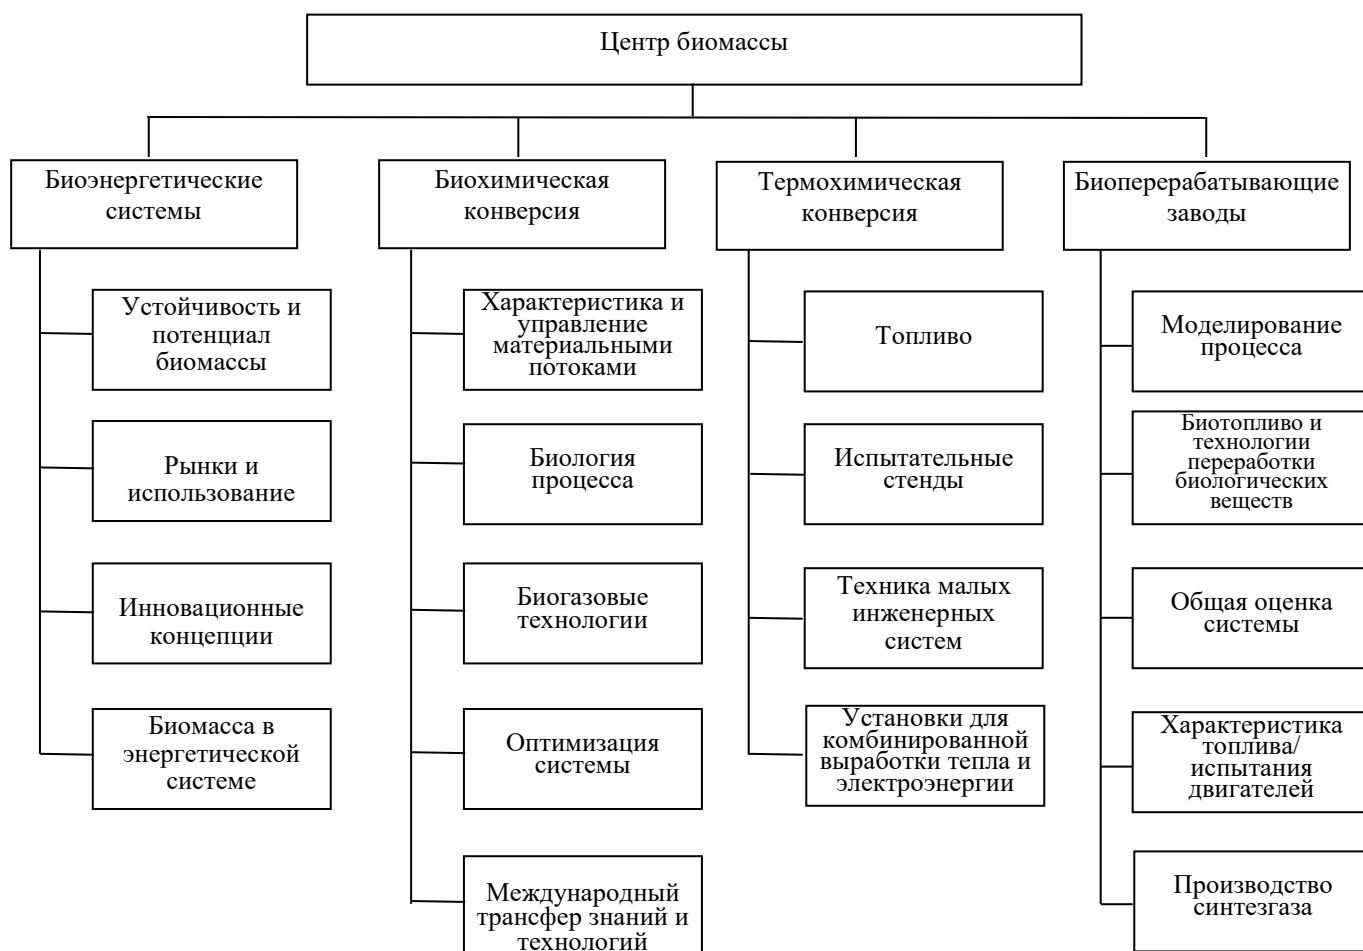 Центр биомассы
Биоэнергетические
системы
Биохимическая
конверсия
Термохимическая
конверсия
Биоперерабатывающие
заводы
Устойчивость и
потенциал
биомассы
Рынки и
использование
Инновационные
концепции
Биомасса в
энергетической
системе
Характеристика и
управление
материальными
потоками
Биология
процесса
Биогазовые
технологии
Оптимизация
системы
Международный
трансфер знаний и
технологий
Топливо
Испытательные
стенды
Техника малых
инженерных
систем
Установки для
комбинированной
выработки тепла и
электроэнергии
Моделирование
процесса
Биотопливо и
технологии
переработки
биологических
веществ
Общая оценка
системы
Характеристика
топлива/
испытания
двигателей
Производство
синтезгаза